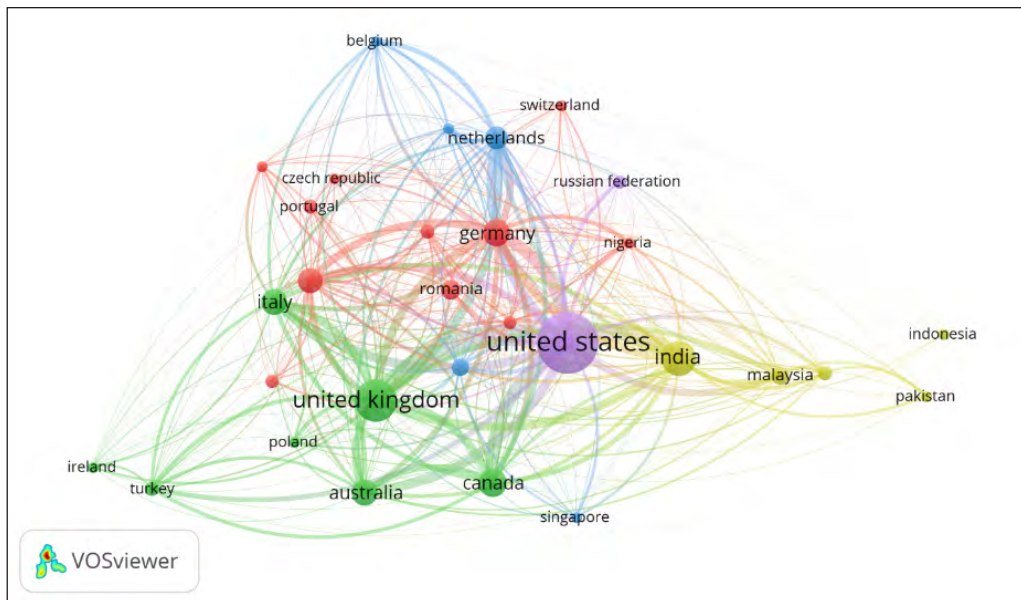 belgium
switzerland
netherlands
czech republic
russian federation
portugal
germany
nigeria
romania
italy
united states
indonesia
india
malaysia
pakistan
united kingdom
poland
ireland
turkey
australia
canada
singapore
VOSviewer